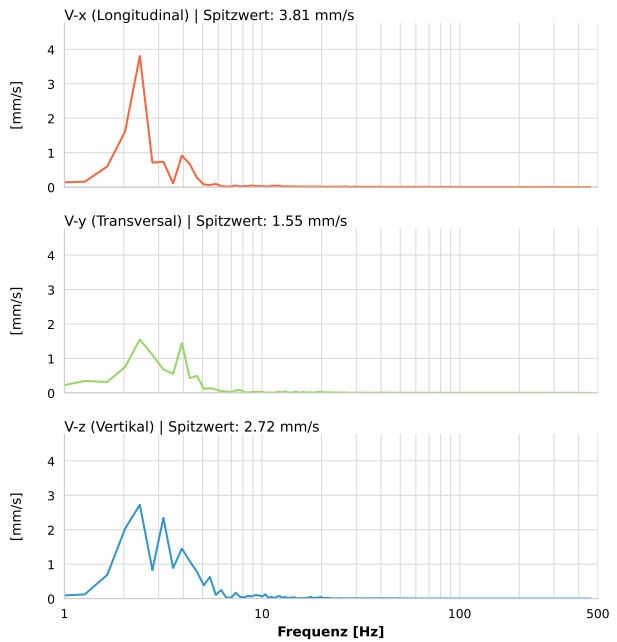 V-x (Longitudinal) | Spitzwert: 3.81 mm/s
4
3
2
1
0
[mm/s]
V-y (Transversal) | Spitzwert: 1.55 mm/s
4
3
2
1
0
[mm/s]
V-z (Vertikal) | Spitzwert: 2.72 mm/s
4
3
2
1
0
[mm/s]
1 10 100 500
Frequenz [Hz]